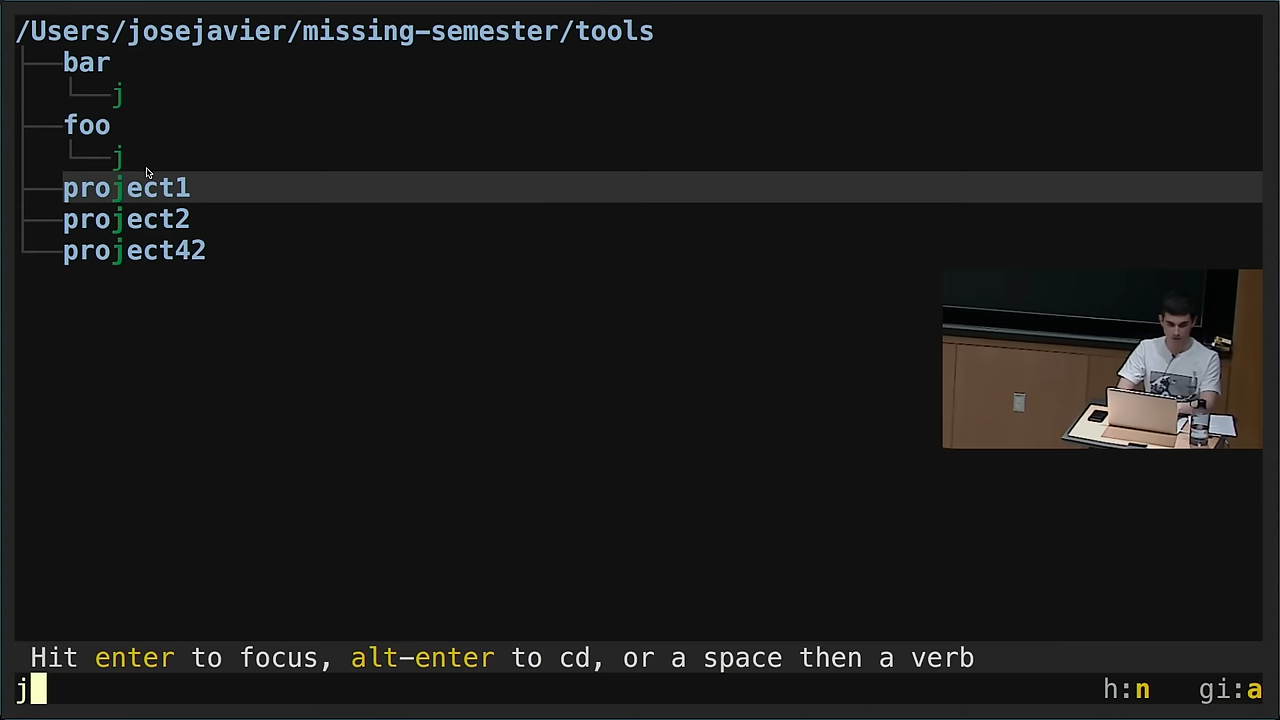 /Users/josejavier/missing-semester/tools
bar
j
foo
j
project1
project2
project42
Hit enter to focus, alt-enter to cd, or a space then a verb
j h:n gi:a